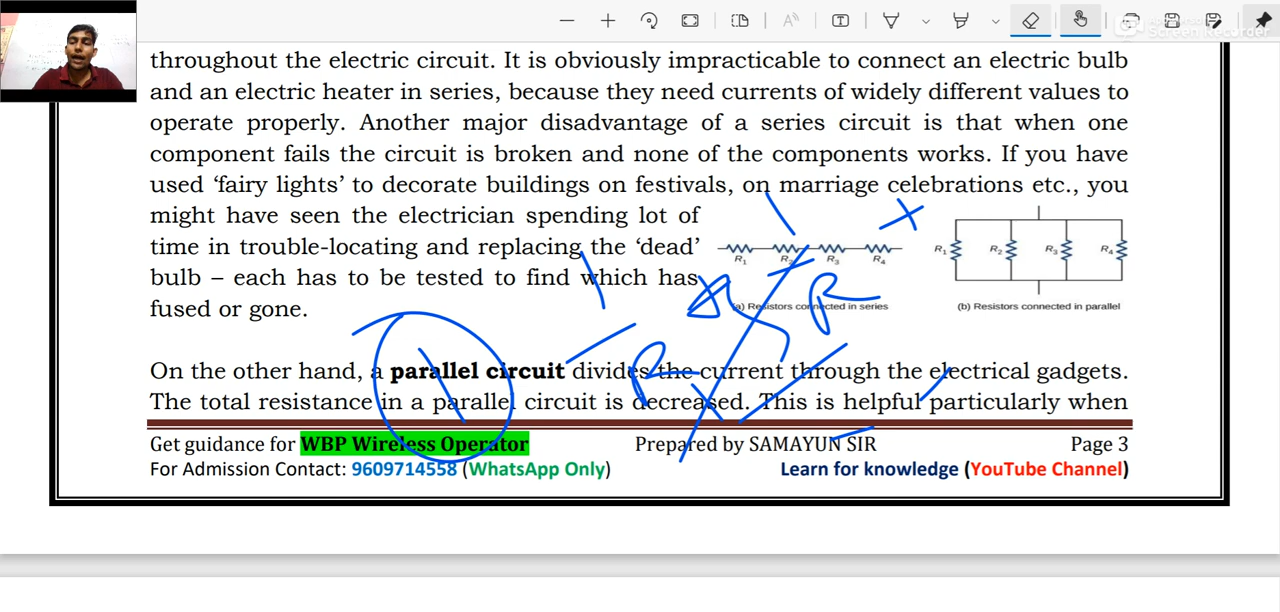 Screen Recorder
throughout the electric circuit. It is obviously impracticable to connect an electric bulb
and an electric heater in series, because they need currents of widely different values to
operate properly. Another major disadvantage of a series circuit is that when one
component fails the circuit is broken and none of the components works. If you have
used ‘fairy lights’ to decorate buildings on festivals, on marriage celebrations etc., you
might have seen the electrician spending lot of
time in trouble-locating and replacing the ‘dead’
bulb – each has to be tested to find which has
fused or gone.
R1 R2 R3 R4
(a) Resistors connected in series
R1 R2 R3 R4
(b) Resistors connected in parallel
R
R
On the other hand, a parallel circuit divides the current through the electrical gadgets.
The total resistance in a parallel circuit is decreased. This is helpful particularly when
Get guidance for WBP Wireless Operator Prepared by SAMAYUN SIR Page 3
For Admission Contact: 9609714558 (WhatsApp Only) Learn for knowledge (YouTube Channel)